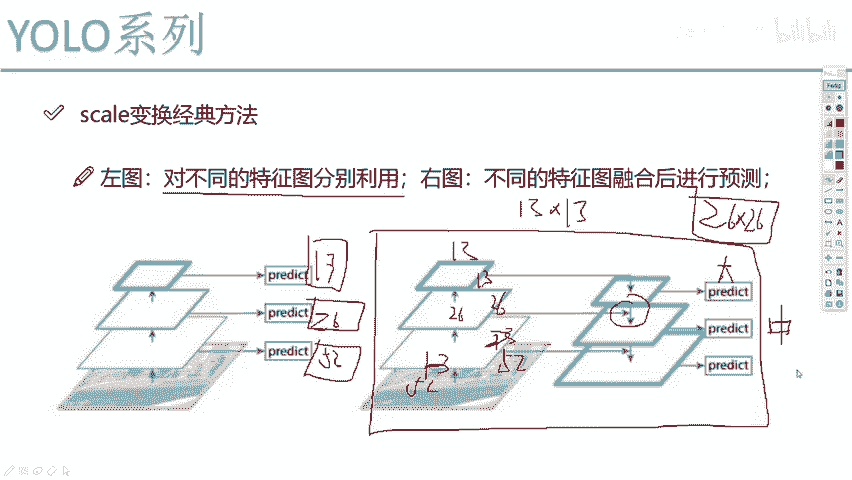 YOLO系列
bilibili
scale变换经典方法
左图：对不同的特征图分别利用；右图：不同的特征图融合后进行预测；
13×13
26×26
13
predict
26
predict
52
predict
13
13
26
26
13
52
52
大
predict
中
predict
predict